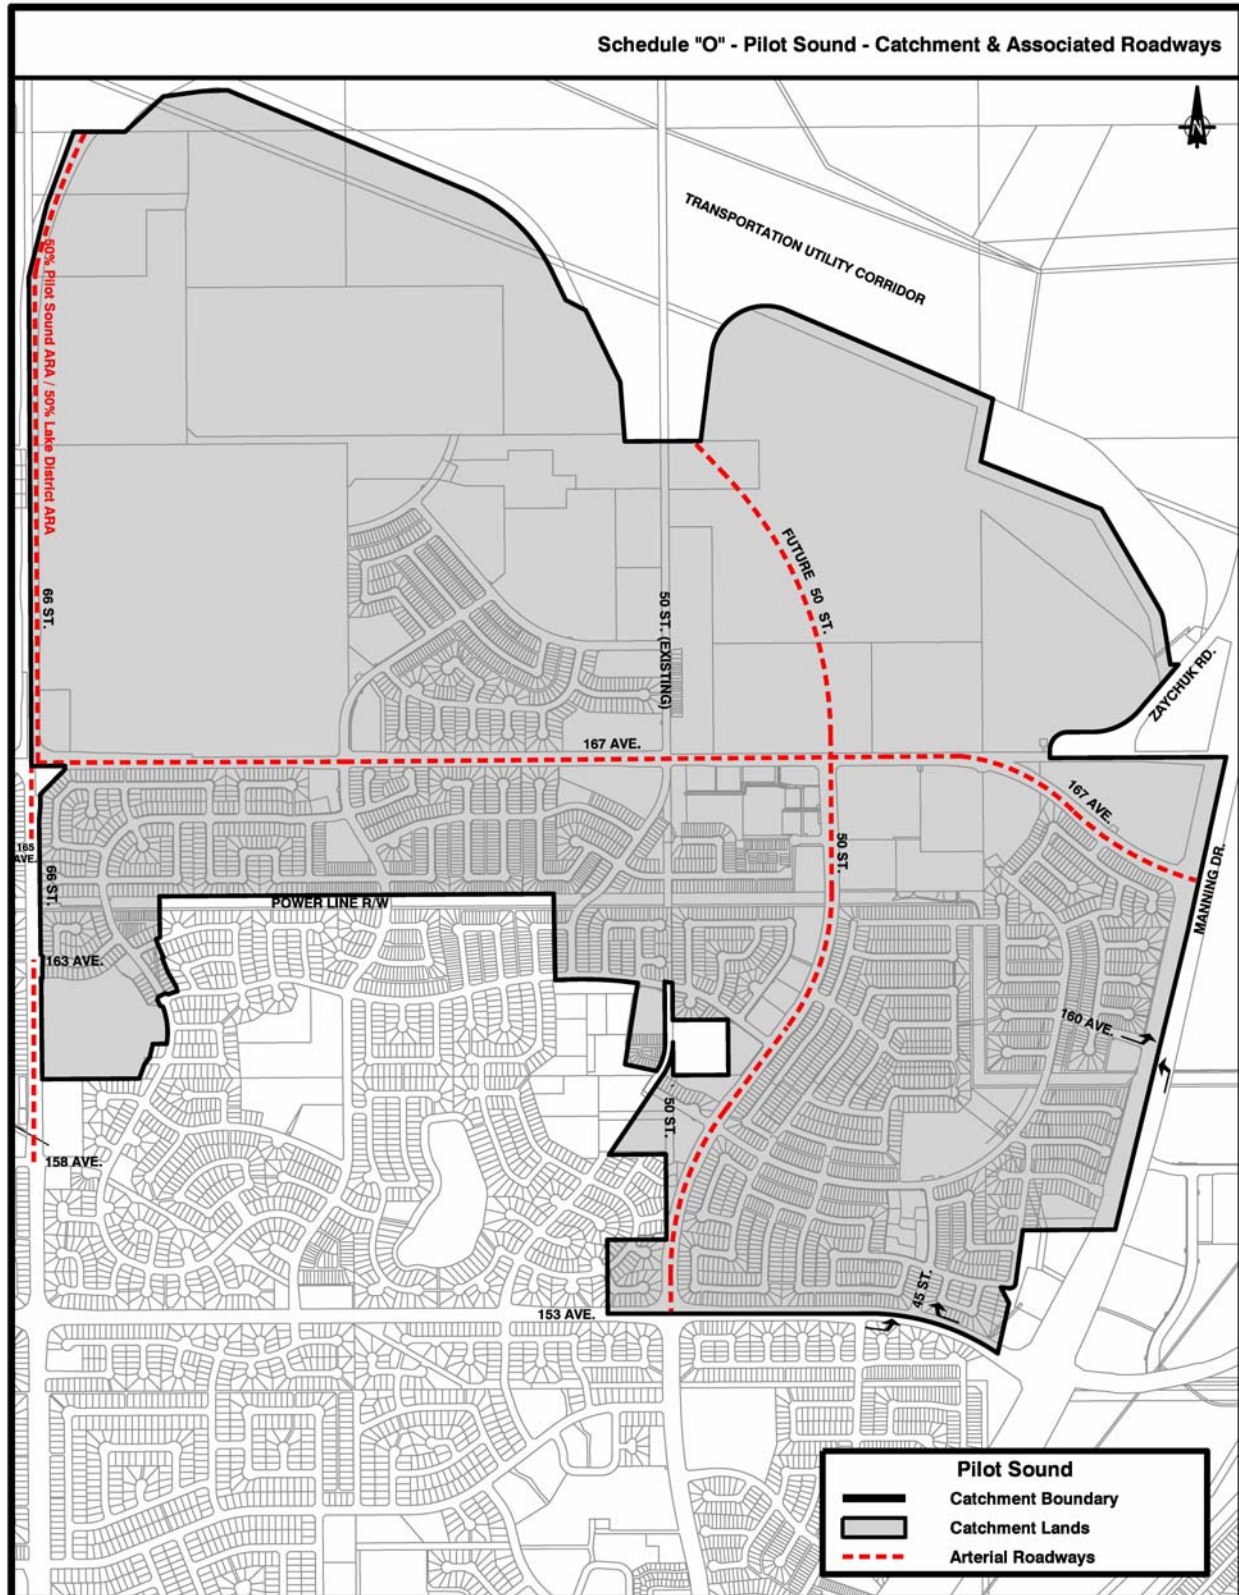 Schedule "O" - Pilot Sound - Catchment & Associated Roadways
N
TRANSPORTATION UTILITY CORRIDOR
50% Pilot Sound ARA / 50% Lake District ARA
FUTURE 50 ST.
66 ST.
50 ST. (EXISTING)
ZAYCHUK RD.
167 AVE.
167 AVE.
165
AVE.
66 ST.
50 ST.
MANNING DR.
POWER LINE R/W
163 AVE.
160 AVE.
50 ST.
158 AVE.
45 ST.
153 AVE.
Pilot Sound
Catchment Boundary
Catchment Lands
Arterial Roadways